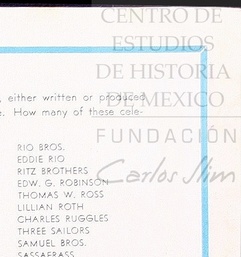 CENTRO DE
ESTUDIOS
DE HISTORIA
DE MEXICO
FUNDACIÓN
Carlos Slim
either written or produced
How many of these cele-
RIO BROS.
EDDIE RIO
RITZ BROTHERS
EDW. G. ROBINSON
THOMAS W. ROSS
LILLIAN ROTH
CHARLES RUGGLES
THREE SAILORS
SAMUEL BROS.
SASSAFRASS